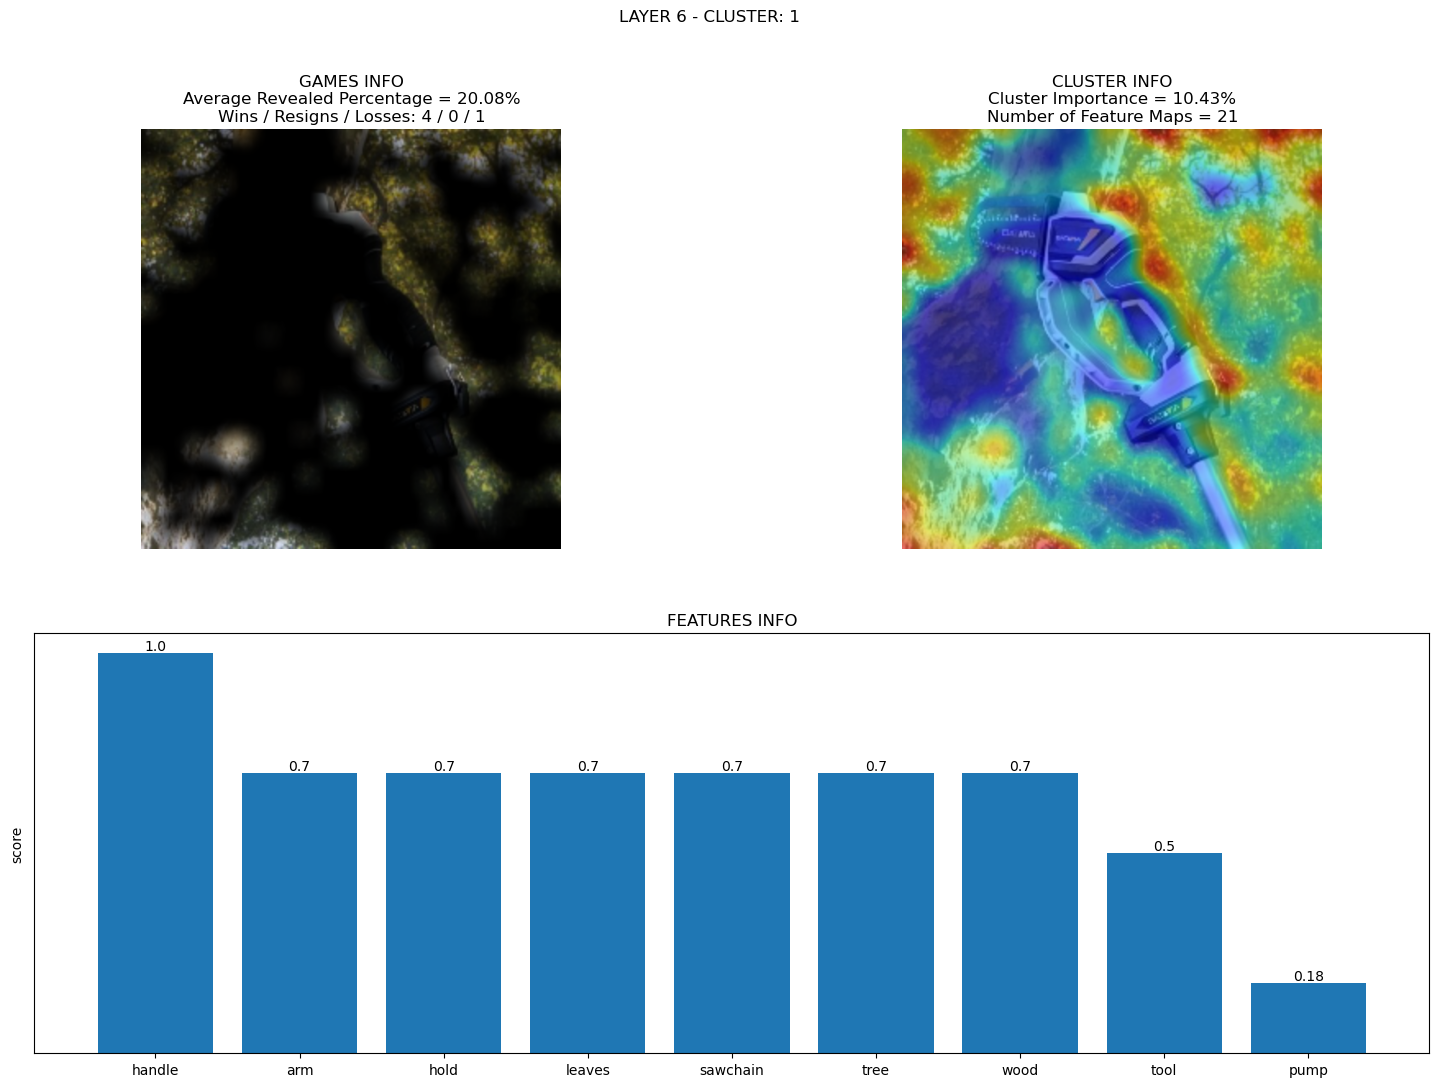 LAYER 6 - CLUSTER: 1
GAMES INFO
Average Revealed Percentage = 20.08%
Wins / Resigns / Losses: 4 / 0 / 1
CLUSTER INFO
Cluster Importance = 10.43%
Number of Feature Maps = 21
FEATURES INFO
score
1.0
0.7
0.7
0.7
0.7
0.7
0.7
0.5
0.18
handle
arm
hold
leaves
sawchain
tree
wood
tool
pump